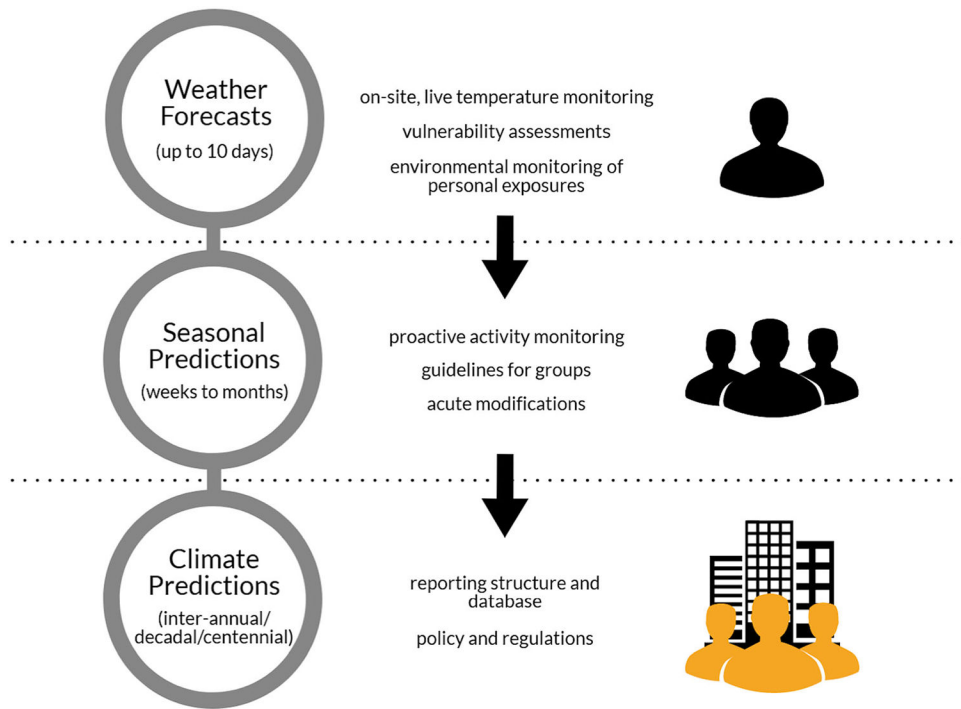 Weather
Forecasts
(up to 10 days)
on-site, live temperature monitoring
vulnerability assessments
environmental monitoring of
personal exposures
Seasonal
Predictions
(weeks to months)
proactive activity monitoring
guidelines for groups
acute modifications
Climate
Predictions
(inter-annual/
decadal/centennial)
reporting structure and
database
policy and regulations